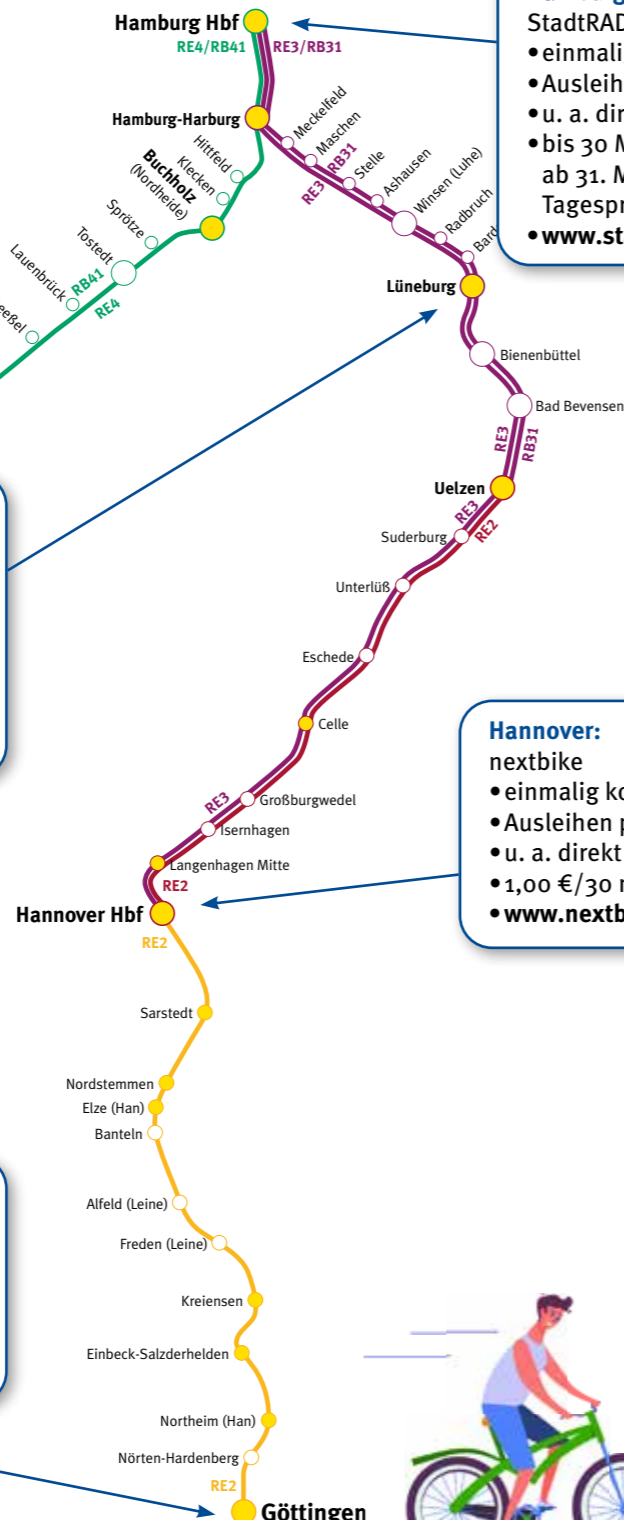 Hamburg Hbf
RE4/RB41
RE3/RB31
StadtRAD
•einmali
•Ausleih
•u. a. dir
•bis 30 M
ab 31. M
Tagespr
•www.st
Hamburg-Harburg
Meckelfeld
Maschen
RE3
RB31
Stelle
Ashausen
Winsen (Luhe)
Radbruch
Bard
Lüneburg
Hittfeld
Klecken
Buchholz
(Nordheide)
Sprötze
Tostedt
Lauenbrück
RB41
RE4
eeßel
Bienenbüttel
Bad Bevensen
RE3
RB31
Uelzen
RE3
RE2
Suderburg
Unterlüß
Eschede
Celle
Großburgwedel
RE3
Isernhagen
Langenhagen Mitte
RE2
Hannover Hbf
RE2
Hannover:
nextbike
•einmalig ko
•Ausleihen p
•u. a. direkt
•1,00 €/30 m
•www.nextb
Sarstedt
Nordstemmen
Elze (Han)
Banteln
Alfeld (Leine)
Freden (Leine)
Kreiensen
Einbeck-Salzderhelden
Northeim (Han)
Nörten-Hardenberg
RE2
Göttingen